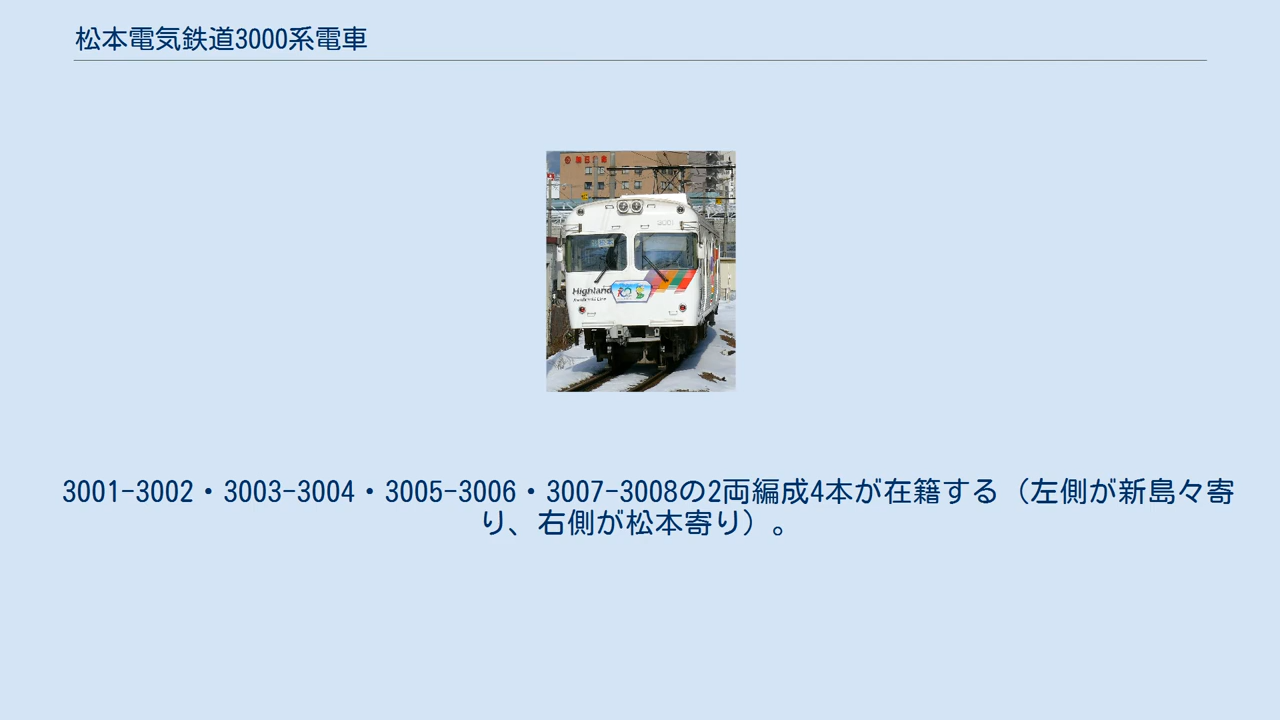 松本電気鉄道3000系電車
Highland
3001-3002・3003-3004・3005-3006・3007-3008の2両編成4本が在籍する（左側が新島々寄
り、右側が松本寄り）。